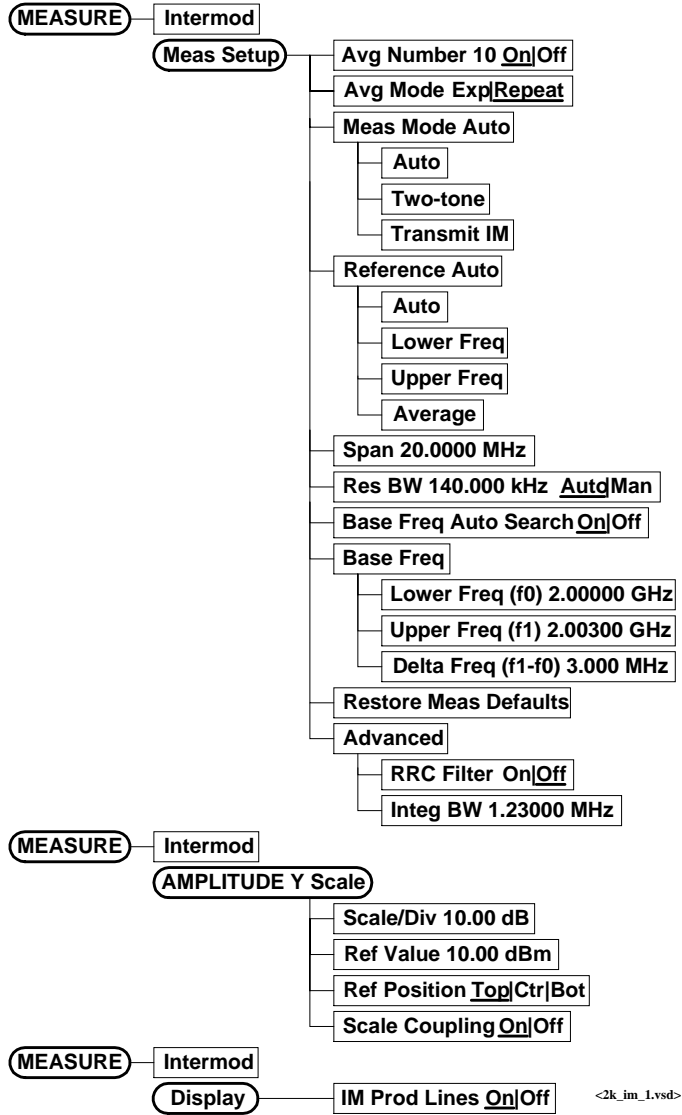 MEASURE Intermod
Meas Setup Avg Number 10 On|Off
Avg Mode Exp|Repeat
Meas Mode Auto
Auto
Two-tone
Transmit IM
Reference Auto
Auto
Lower Freq
Upper Freq
Average
Span 20.0000 MHz
Res BW 140.000 kHz Auto|Man
Base Freq Auto Search On|Off
Base Freq
Lower Freq (f0) 2.00000 GHz
Upper Freq (f1) 2.00300 GHz
Delta Freq (f1-f0) 3.000 MHz
Restore Meas Defaults
Advanced
RRC Filter On|Off
Integ BW 1.23000 MHz
MEASURE Intermod
AMPLITUDE Y Scale
Scale/Div 10.00 dB
Ref Value 10.00 dBm
Ref Position Top|Ctr|Bot
Scale Coupling On|Off
MEASURE Intermod
Display IM Prod Lines On|Off <2k_im_1.vsd>